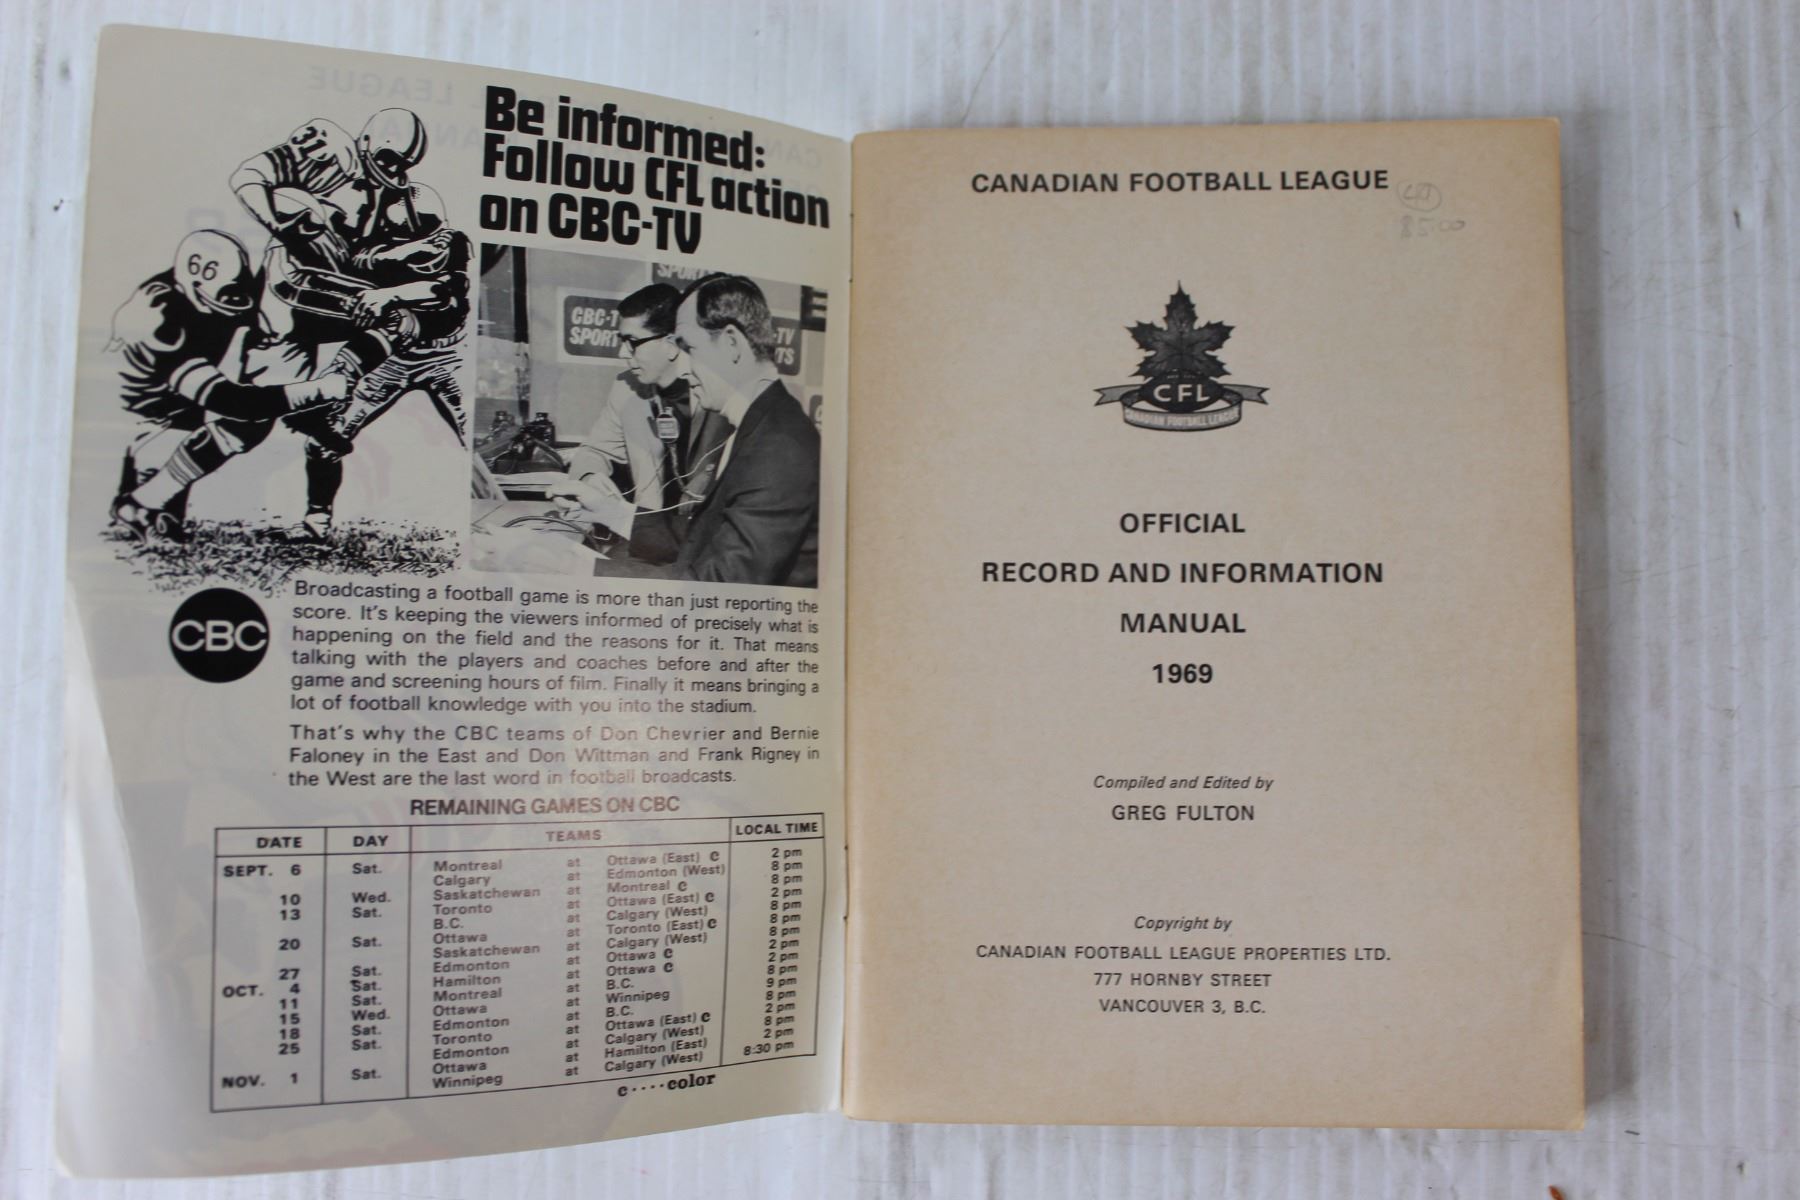 Be informed:
Follow CFL action
on CBC-TV
31
66
SPORT
CBC-T
SPORT
-TV
TS
CBC
Broadcasting a football game is more than just reporting the
score. It's keeping the viewers informed of precisely what is
happening on the field and the reasons for it. That means
talking with the players and coaches before and after the
game and screening hours of film. Finally it means bringing a
lot of football knowledge with you into the stadium.
That's why the CBC teams of Don Chevrier and Bernie
Faloney in the East and Don Wittman and Frank Rigney in
the West are the last word in football broadcasts.
REMAINING GAMES ON CBC
DATE DAY TEAMS LOCAL TIME
SEPT. 6 Sat. Montreal at Ottawa (East) c 2 pm
Calgary at Edmonton (West) 8 pm
10 Wed. Saskatchewan at Montreal c 8 pm
13 Sat. Toronto at Ottawa (East) c 2 pm
B.C. at Calgary (West) 8 pm
20 Sat. Ottawa at Toronto (East) c 8 pm
Saskatchewan at Calgary (West) 8 pm
27 Sat. Edmonton at Ottawa c 2 pm
OCT. 4 Sat. Hamilton at Ottawa c 2 pm
11 Sat. Montreal at B.C. 8 pm
15 Wed. Ottawa at Winnipeg 9 pm
18 Sat. Edmonton at B.C. 8 pm
25 Sat. Toronto at Ottawa (East) c 2 pm
Edmonton at Calgary (West) 8 pm
NOV. 1 Sat. Ottawa at Hamilton (East) 2 pm
Winnipeg at Calgary (West) 8:30 pm
c ···· color
CANADIAN FOOTBALL LEAGUE
CFL
CANADIAN FOOTBALL LEAGUE
OFFICIAL
RECORD AND INFORMATION
MANUAL
1969
Compiled and Edited by
GREG FULTON
Copyright by
CANADIAN FOOTBALL LEAGUE PROPERTIES LTD.
777 HORNBY STREET
VANCOUVER 3, B.C.